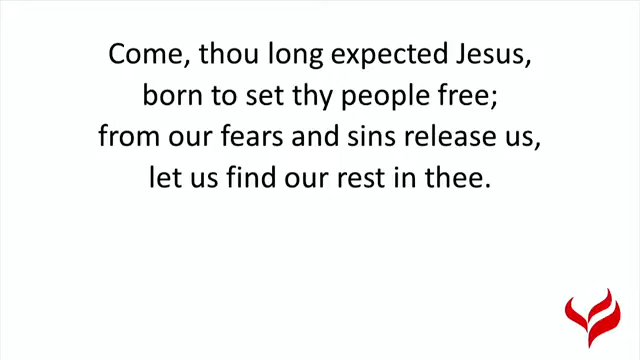 Come, thou long expected Jesus,
born to set thy people free;
from our fears and sins release us,
let us find our rest in thee.